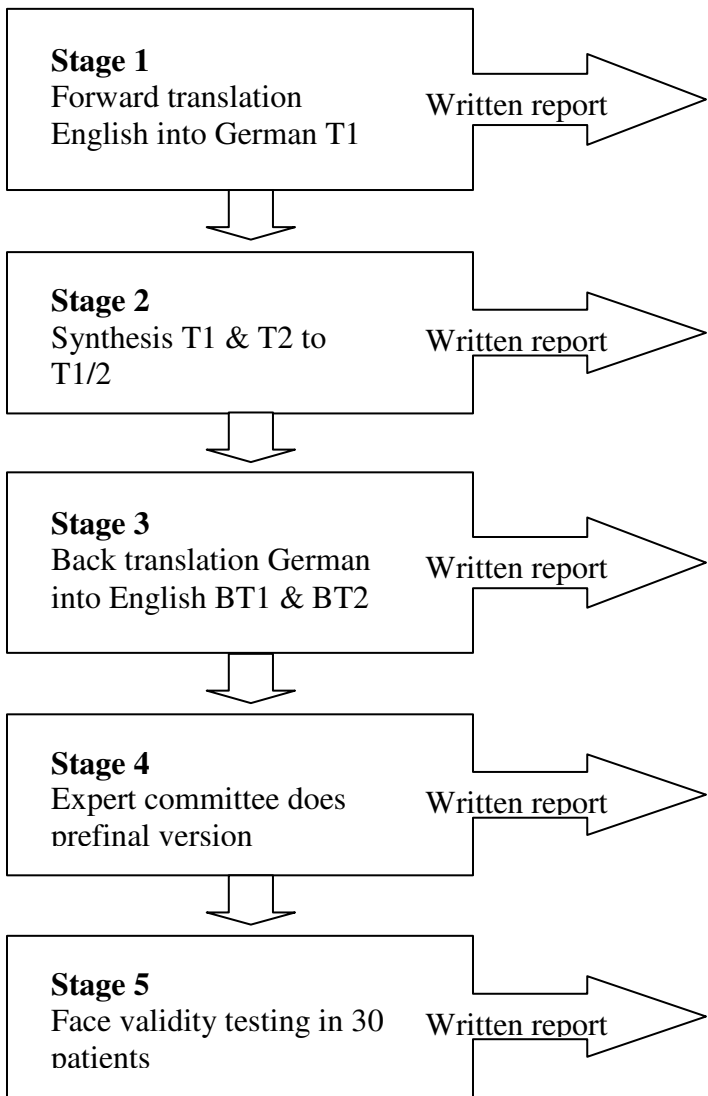 Stage 1
Forward translation
English into German T1
Written report
Stage 2
Synthesis T1 & T2 to
T1/2
Written report
Stage 3
Back translation German
into English BT1 & BT2
Written report
Stage 4
Expert committee does
prefinal version
Written report
Stage 5
Face validity testing in 30
patients
Written report